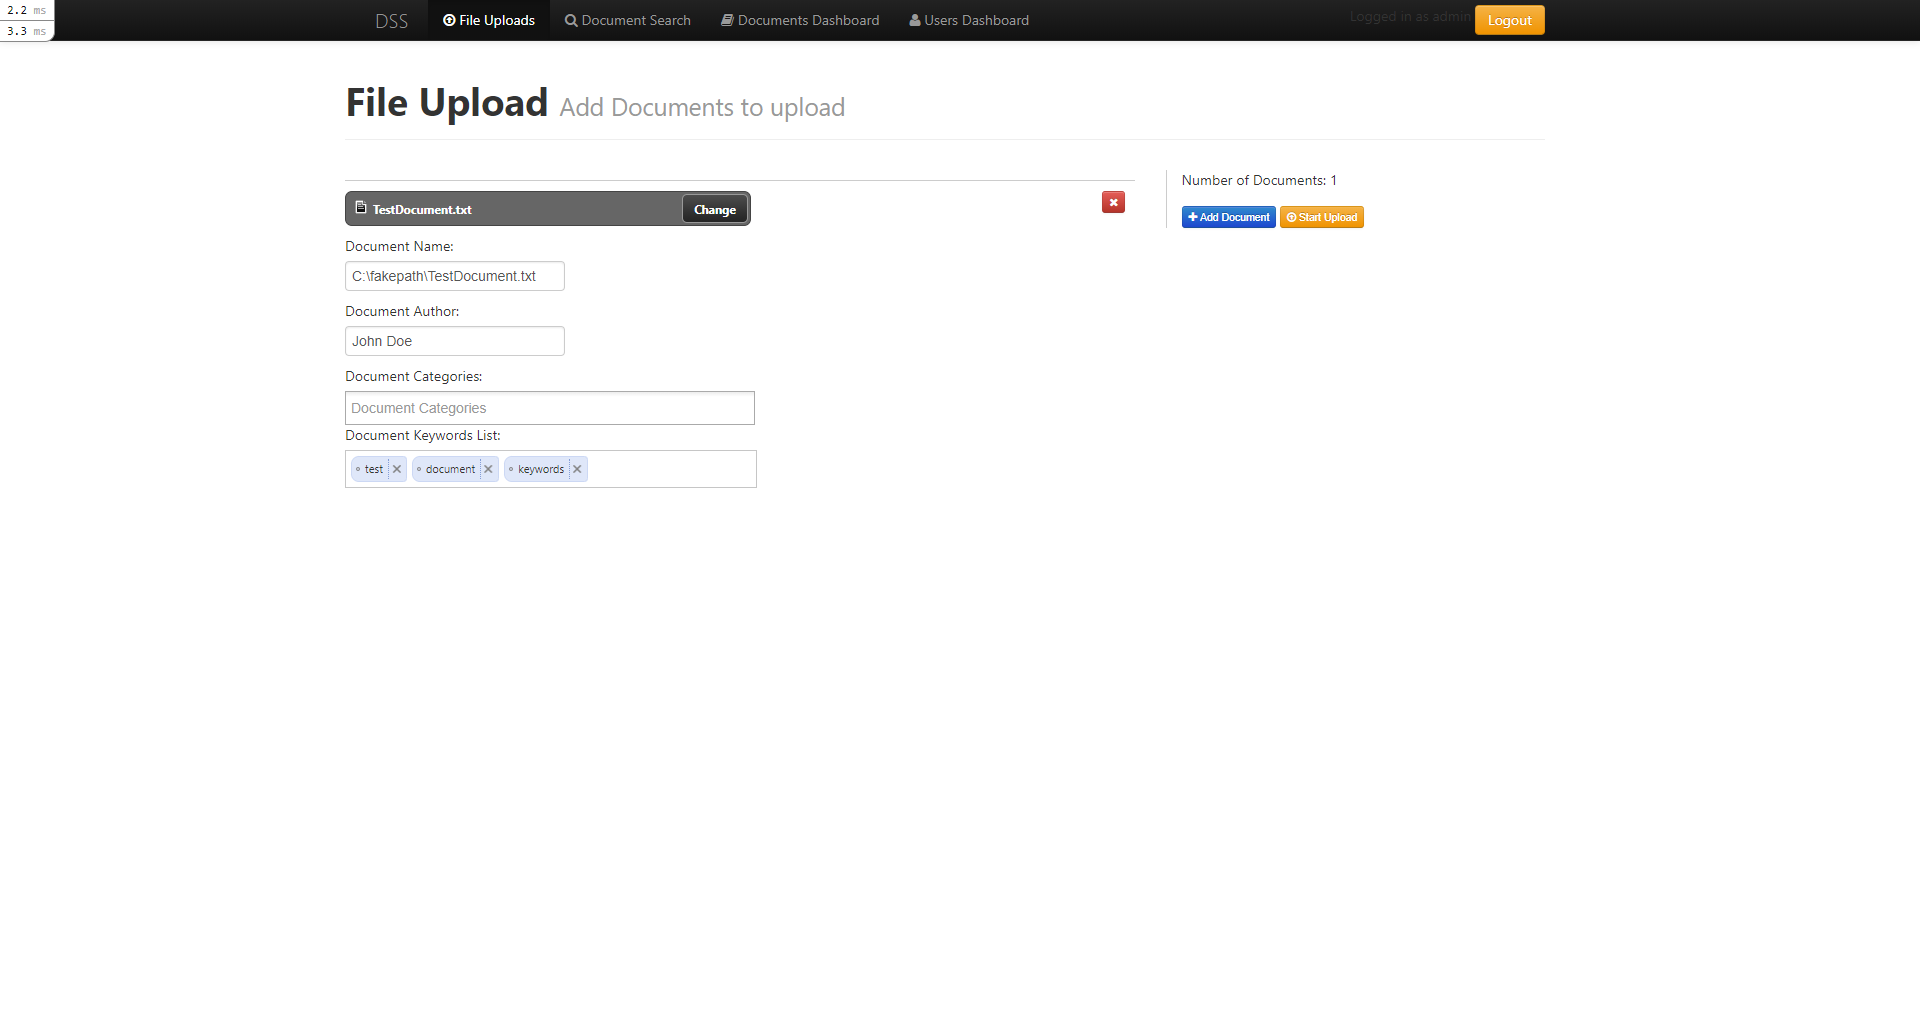 2.2 ms
3.3 ms
DSS File Uploads Document Search Documents Dashboard Users Dashboard Logged in as admin Logout
File Upload Add Documents to upload
TestDocument.txt Change
Number of Documents: 1
Add Document Start Upload
Document Name:
C:\fakepath\TestDocument.txt
Document Author:
John Doe
Document Categories:
Document Categories
Document Keywords List:
test document keywords